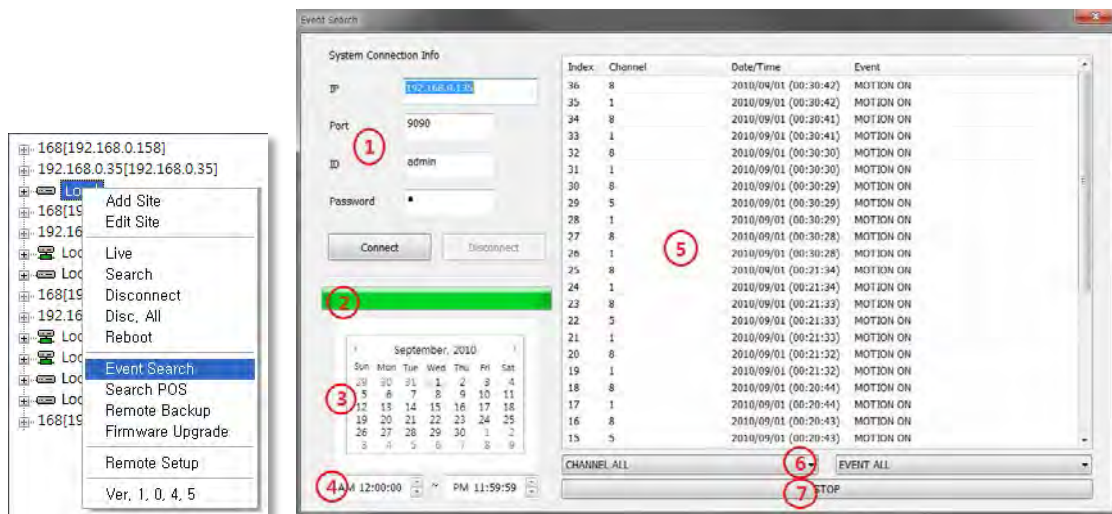 168[192.168.0.158]
192.168.0.35[192.168.0.35]
168[19
192.16
Loc
Loc
168[19
192.16
Loc
Loc
Loc
Loc
168[19
Add Site
Edit Site
Live
Search
Disconnect
Disc, All
Reboot
Event Search
Search POS
Remote Backup
Firmware Upgrade
Remote Setup
Ver, 1, 0, 4, 5
Event Search
System Connection Info
IP 192.168.0.135
Port 9090
1
ID admin
Password
Connect Disconnect
2
September, 2010
Sun Mon Tue Wed Thu Fri Sat
29 30 31 1 2 3 4
5 6 7 8 9 10 11
3
12 13 14 15 16 17 18
19 20 21 22 23 24 25
26 27 28 29 30 1 2
3 4 5 6 7 8 9
4
AM 12:00:00 ~ PM 11:59:59
Index Channel Date/Time Event
36 8 2010/09/01 (00:30:42) MOTION ON
35 1 2010/09/01 (00:30:42) MOTION ON
34 8 2010/09/01 (00:30:41) MOTION ON
33 1 2010/09/01 (00:30:41) MOTION ON
32 8 2010/09/01 (00:30:30) MOTION ON
31 1 2010/09/01 (00:30:30) MOTION ON
30 8 2010/09/01 (00:30:29) MOTION ON
29 5 2010/09/01 (00:30:29) MOTION ON
28 1 2010/09/01 (00:30:29) MOTION ON
27 8 2010/09/01 (00:30:28) MOTION ON
26 1 2010/09/01 (00:30:28) MOTION ON
5
25 8 2010/09/01 (00:21:34) MOTION ON
24 1 2010/09/01 (00:21:34) MOTION ON
23 8 2010/09/01 (00:21:33) MOTION ON
22 5 2010/09/01 (00:21:33) MOTION ON
21 1 2010/09/01 (00:21:33) MOTION ON
20 8 2010/09/01 (00:21:32) MOTION ON
19 1 2010/09/01 (00:21:32) MOTION ON
18 8 2010/09/01 (00:20:44) MOTION ON
17 1 2010/09/01 (00:20:44) MOTION ON
16 8 2010/09/01 (00:20:43) MOTION ON
15 5 2010/09/01 (00:20:43) MOTION ON
CHANNEL ALL 6 EVENT ALL
7 STOP